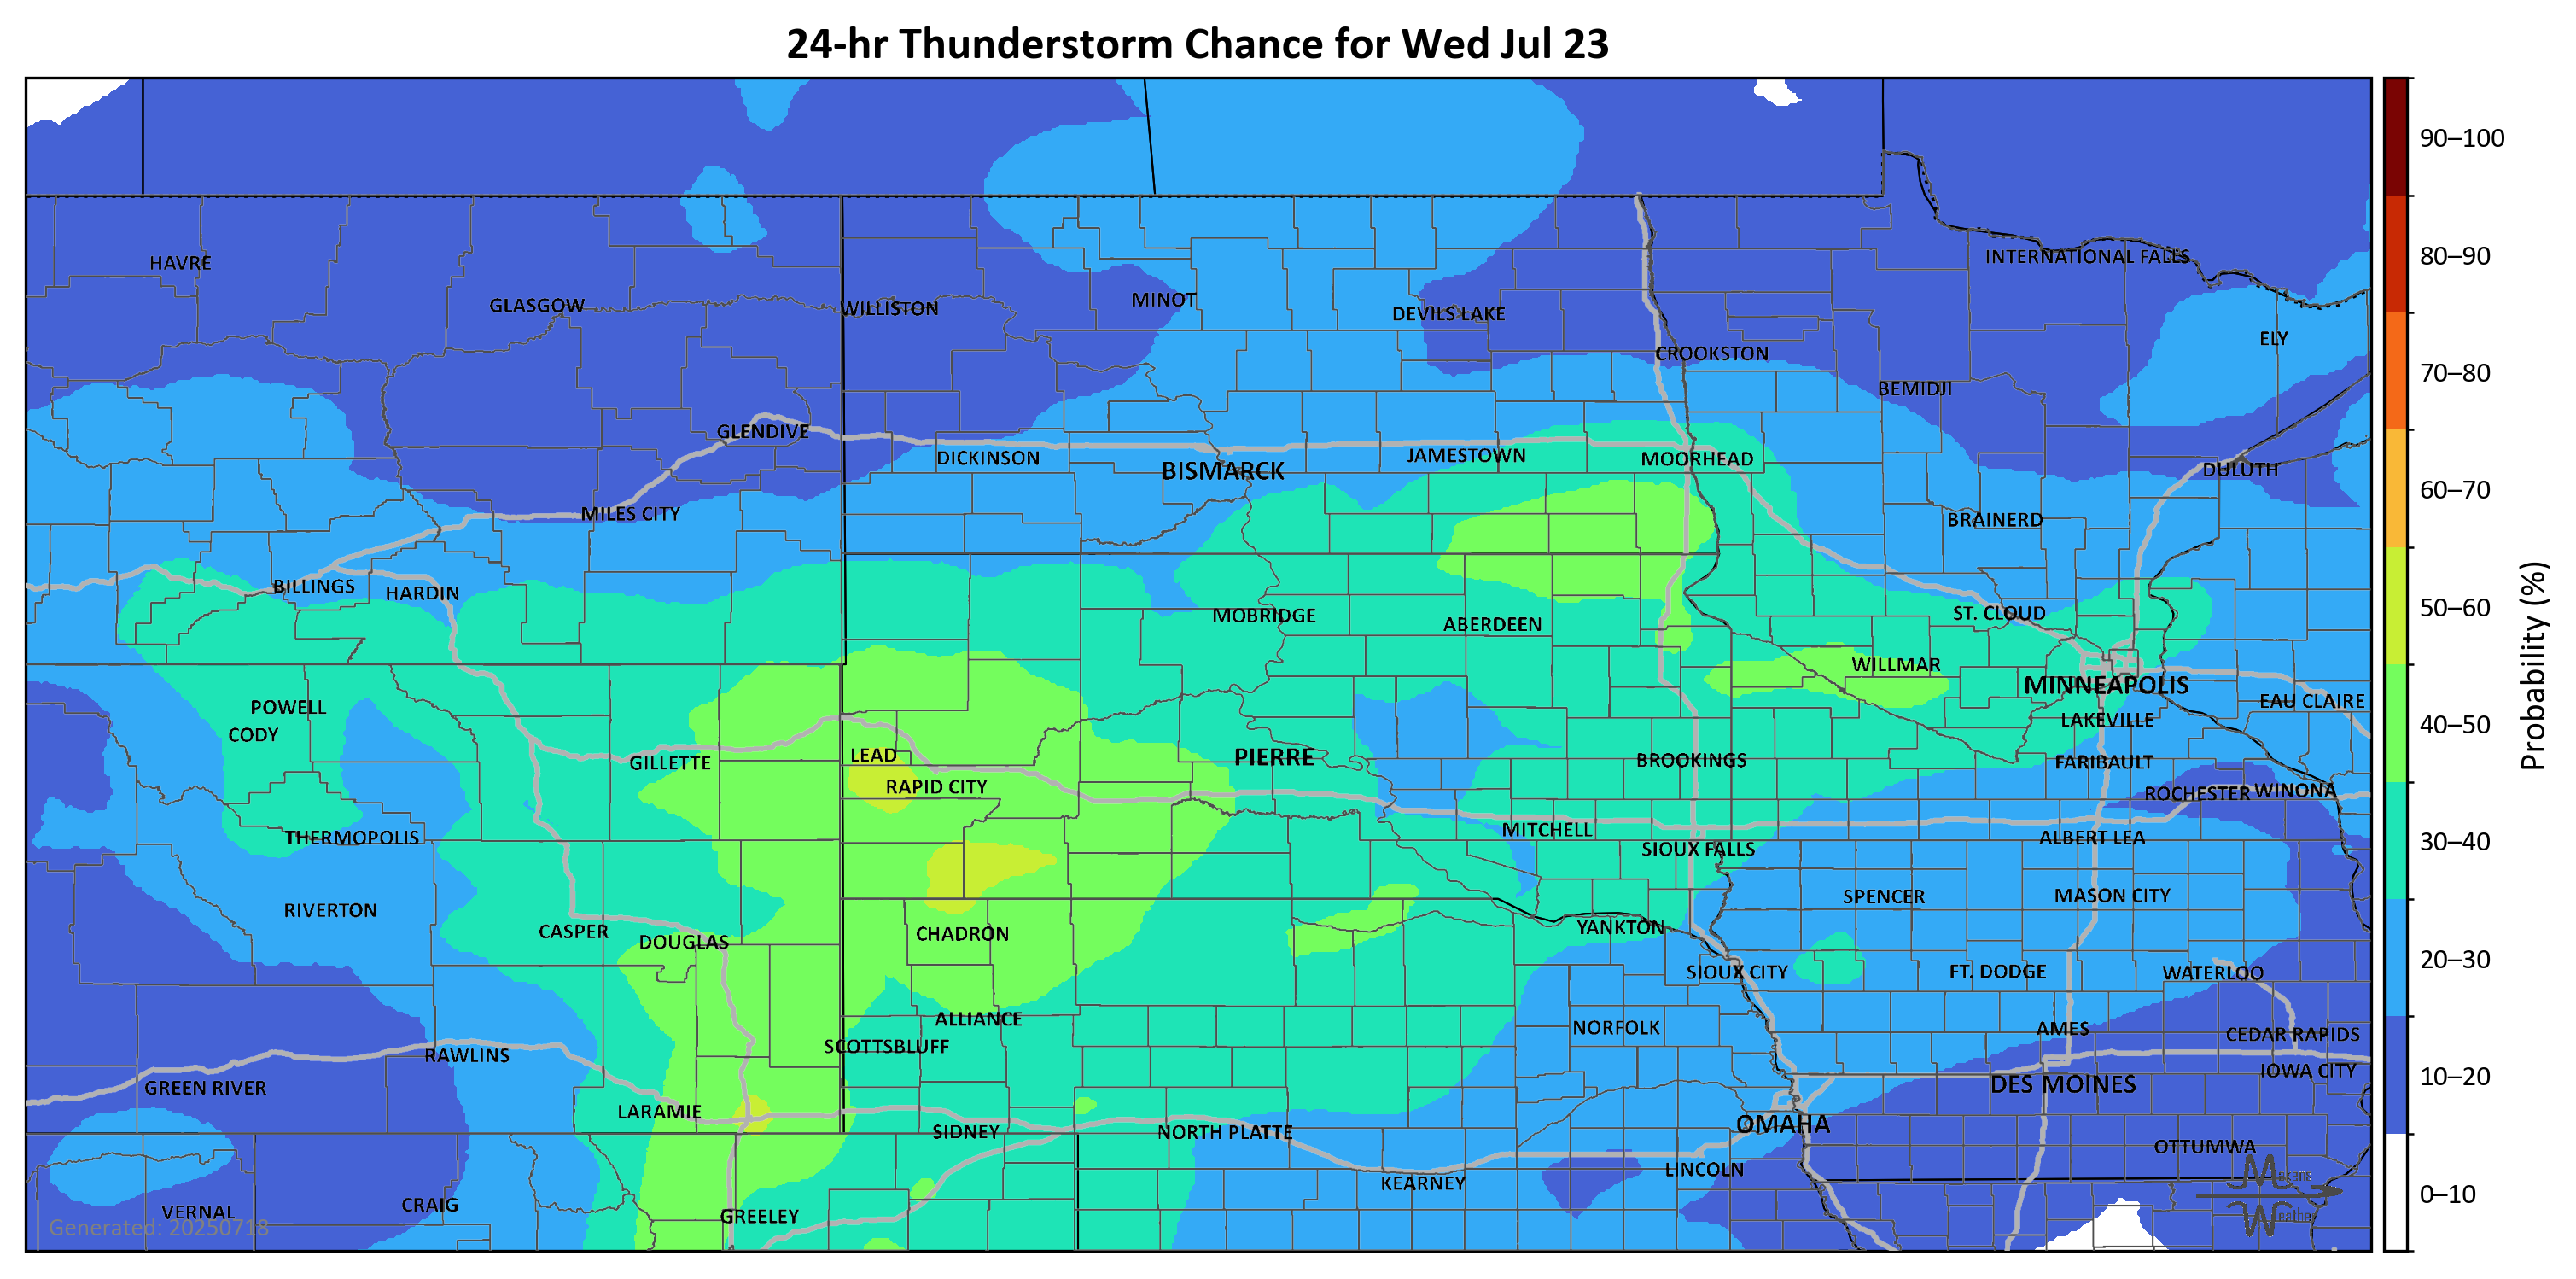 24-hr Thunderstorm Chance for Wed Jul 23
90–100
80–90
70–80
60–70
50–60
40–50
30–40
20–30
10–20
0–10
Probability (%)
HAVRE
INTERNATIONAL FALLS
GLASGOW
WILLISTON
MINOT
DEVILS LAKE
ELY
CROOKSTON
BEMIDJI
GLENDIVE
DICKINSON
BISMARCK
JAMESTOWN
MOORHEAD
DULUTH
MILES CITY
BRAINERD
BILLINGS
HARDIN
MOBRIDGE
ABERDEEN
ST. CLOUD
WILLMAR
MINNEAPOLIS
EAU CLAIRE
POWELL
CODY
LAKEVILLE
GILLETTE
LEAD
PIERRE
BROOKINGS
FARIBAULT
RAPID CITY
ROCHESTER
WINONA
THERMOPOLIS
MITCHELL
ALBERT LEA
SIOUX FALLS
RIVERTON
SPENCER
MASON CITY
CASPER
DOUGLAS
CHADRON
YANKTON
SIOUX CITY
FT. DODGE
WATERLOO
ALLIANCE
NORFOLK
AMES
CEDAR RAPIDS
SCOTTSBLUFF
RAWLINS
IOWA CITY
GREEN RIVER
DES MOINES
LARAMIE
OMAHA
SIDNEY
NORTH PLATTE
OTTUMWA
LINCOLN
KEARNEY
VERNAL
CRAIG
GREELEY
Generated: 20250718
Makens
Weather